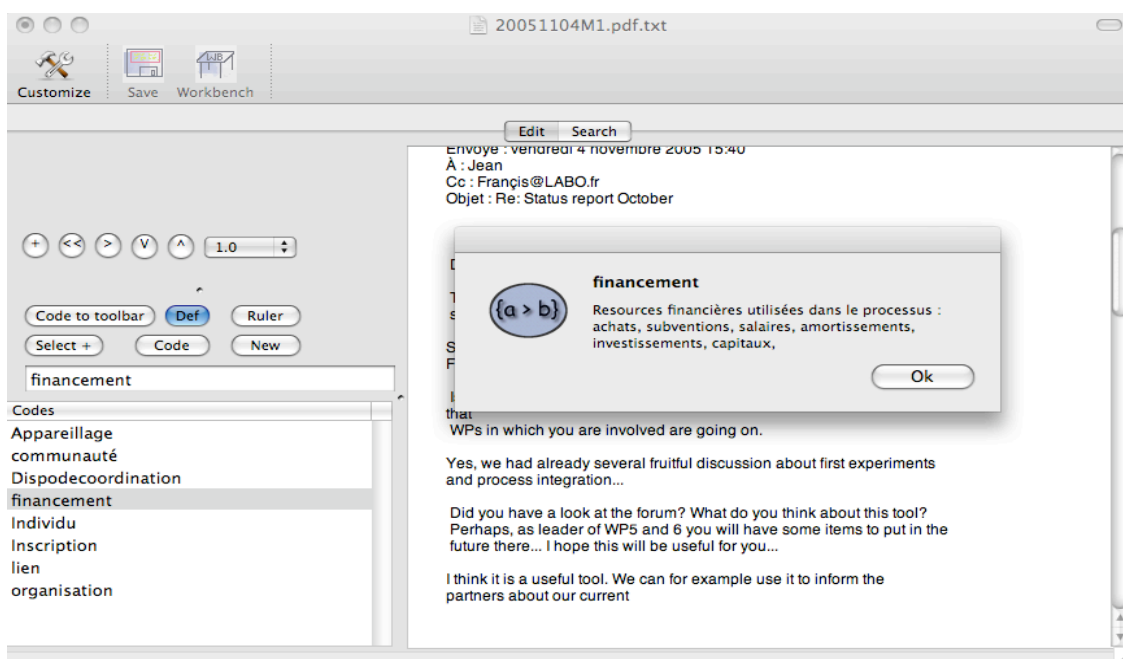 20051104M1.pdf.txt
Customize
Save
Workbench
Edit
Search
Envoyé : vendredi 4 novembre 2005 15:40
À : Jean
Cc : Françis@LABO.fr
Objet : Re: Status report October
+
<<
>
V
^
1.0
Code to toolbar
Def
Ruler
Select +
Code
New
financement
Codes
Appareillage
communauté
Dispodecoordination
financement
Individu
Inscription
lien
organisation
{a > b}
financement
Resources financières utilisées dans le processus :
achats, subventions, salaires, amortissements,
investissements, capitaux,
Ok
that
WPs in which you are involved are going on.
Yes, we had already several fruitful discussion about first experiments
and process integration...
Did you have a look at the forum? What do you think about this tool?
Perhaps, as leader of WP5 and 6 you will have some items to put in the
future there... I hope this will be useful for you...
I think it is a useful tool. We can for example use it to inform the
partners about our current